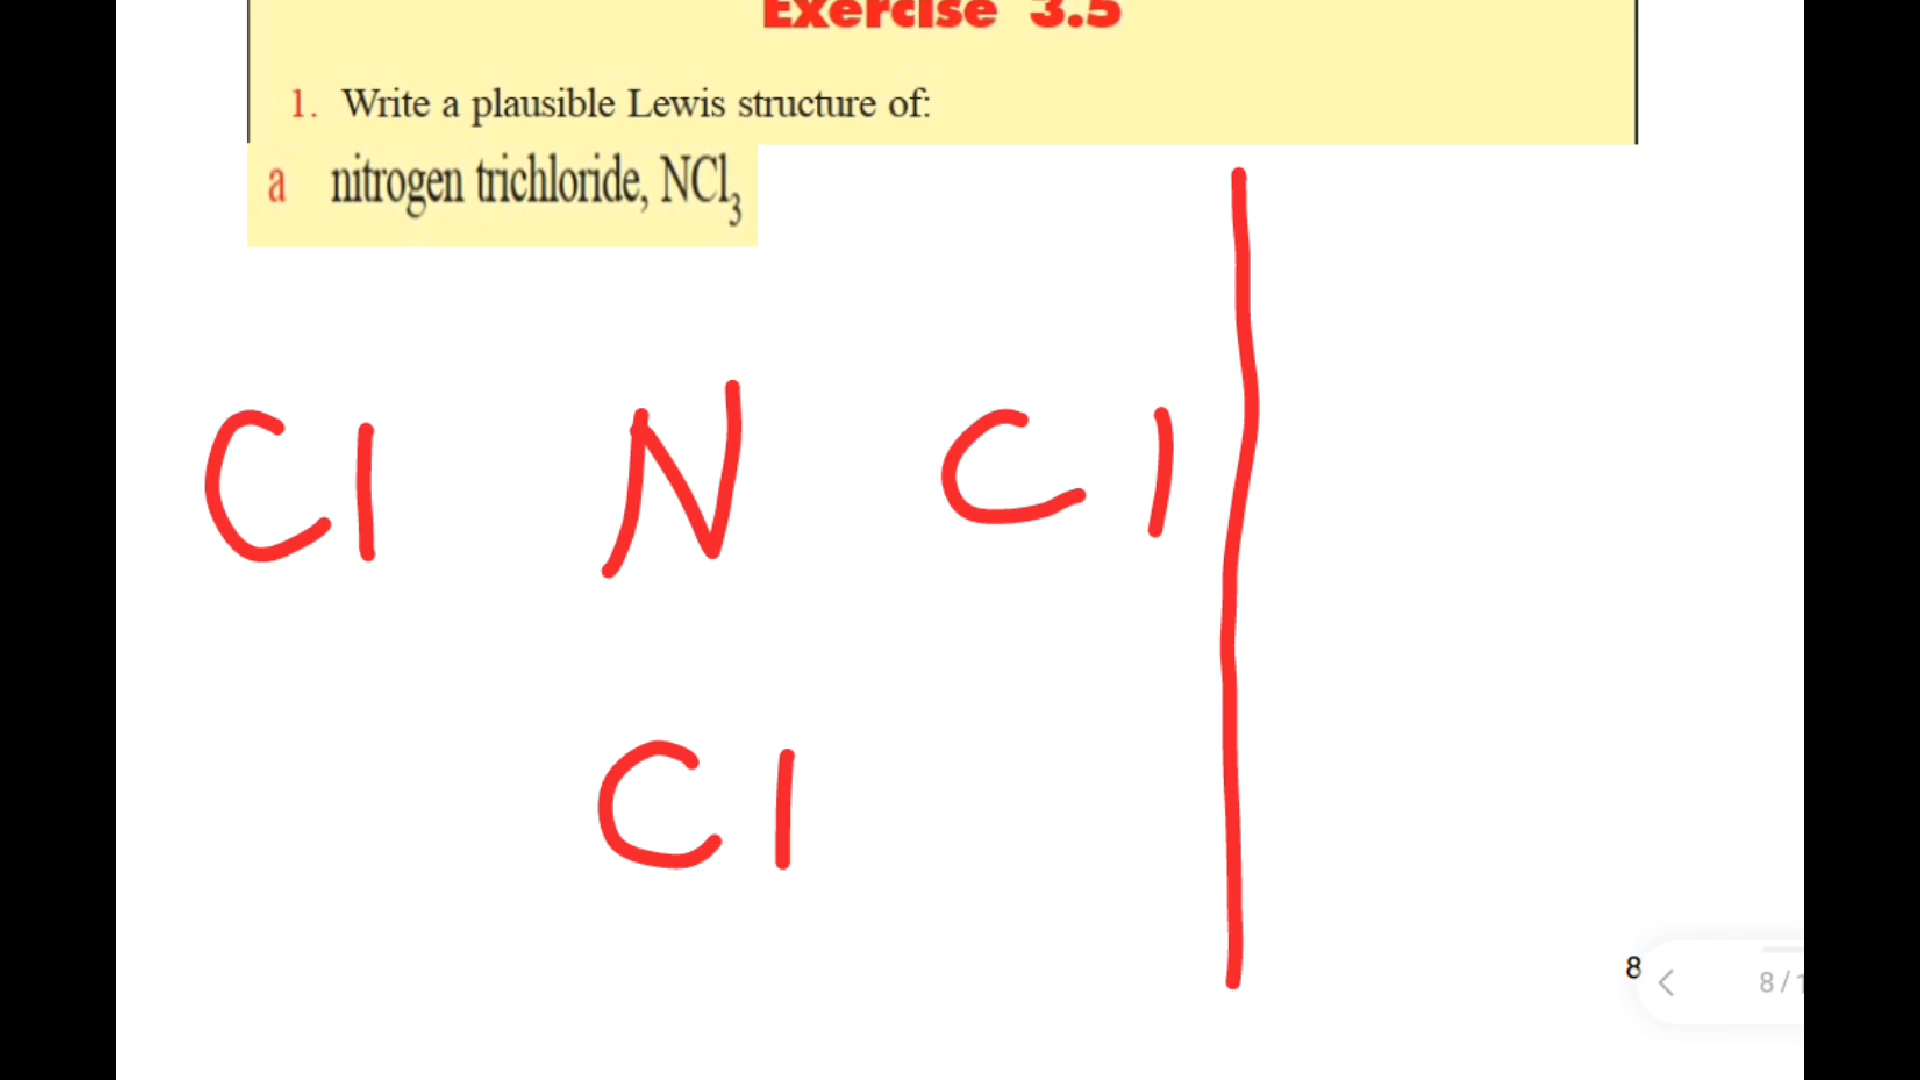 Exercise 3.5
1. Write a plausible Lewis structure of:
a nitrogen trichloride, NCl₃
Cl N Cl
Cl
8
8/1